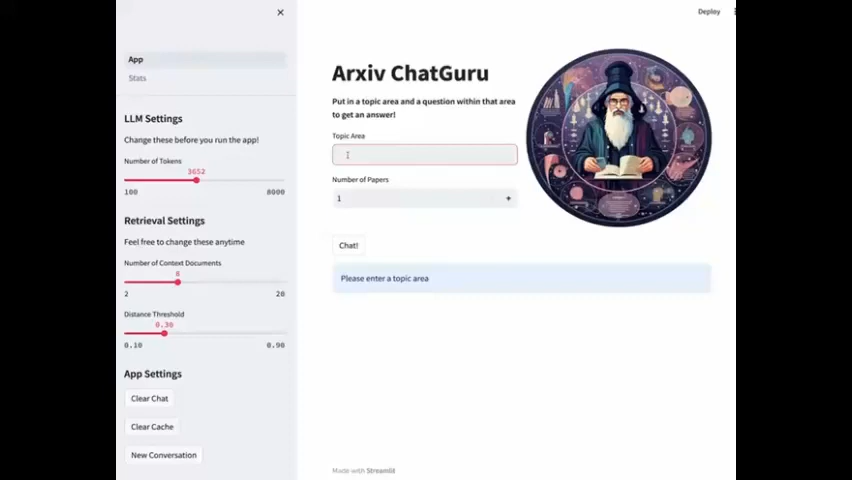 Deploy
App
Stats
LLM Settings
Change these before you run the app!
Number of Tokens
3652
100 8000
Retrieval Settings
Feel free to change these anytime
Number of Context Documents
6
2 20
Distance Threshold
0.30
0.10 0.90
App Settings
Clear Chat
Clear Cache
New Conversation
Arxiv ChatGuru
Put in a topic area and a question within that area
to get an answer!
Topic Area
Number of Papers
1
Chat!
Please enter a topic area
Made with Streamlit